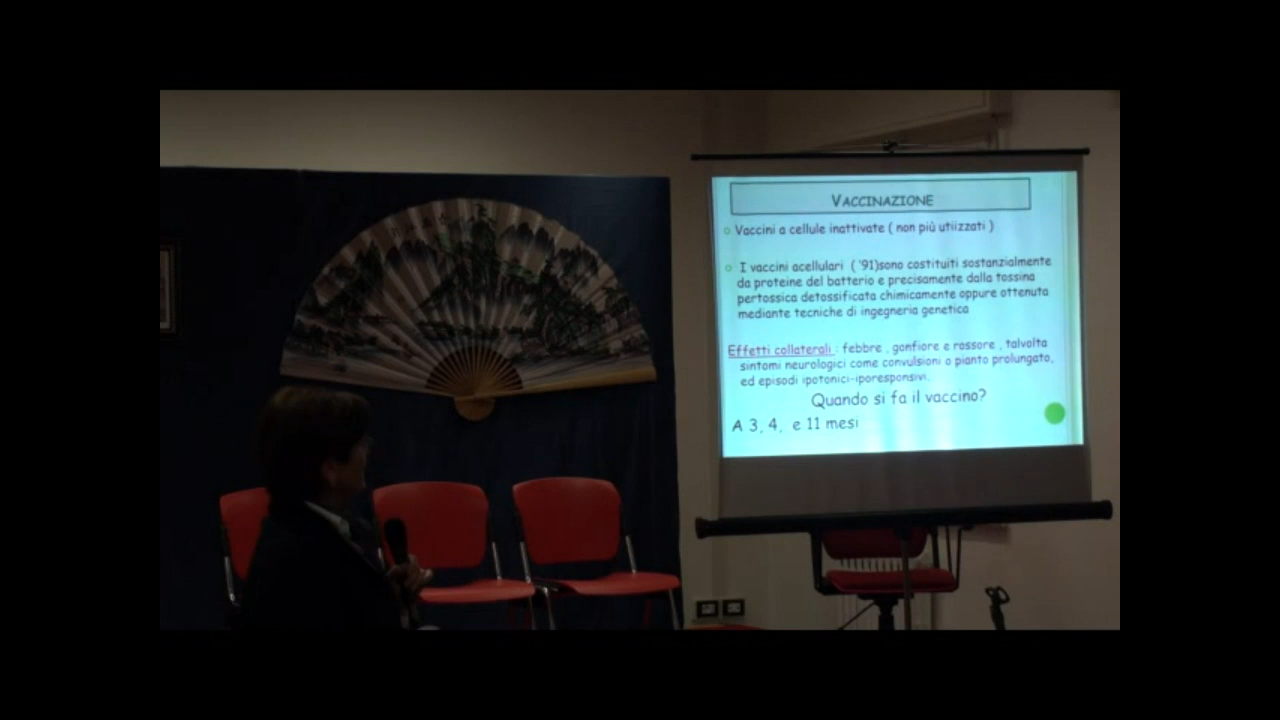 VACCINAZIONE
Vaccini a cellule inattivate ( non più utiizzati )
I vaccini acellulari ( '91)sono costituiti sostanzialmente
da proteine del batterio e precisamente dalla tossina
pertossica detossificata chimicamente oppure ottenuta
mediante tecniche di ingegneria genetica
Effetti collaterali : febbre , gonfiore e rossore , talvolta
sintomi neurologici come convulsioni o pianto prolungato,
ed episodi ipotonici-iporesponsivi.
Quando si fa il vaccino?
A 3, 4, e 11 mesi